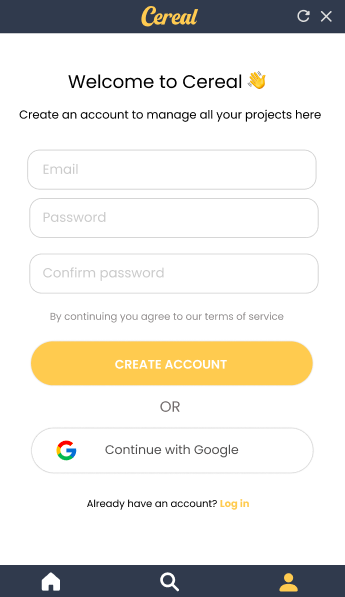 Cereal
Welcome to Cereal 👋
Create an account to manage all your projects here
Email
Password
Confirm password
By continuing you agree to our terms of service
CREATE ACCOUNT
OR
Continue with Google
Already have an account? Log in